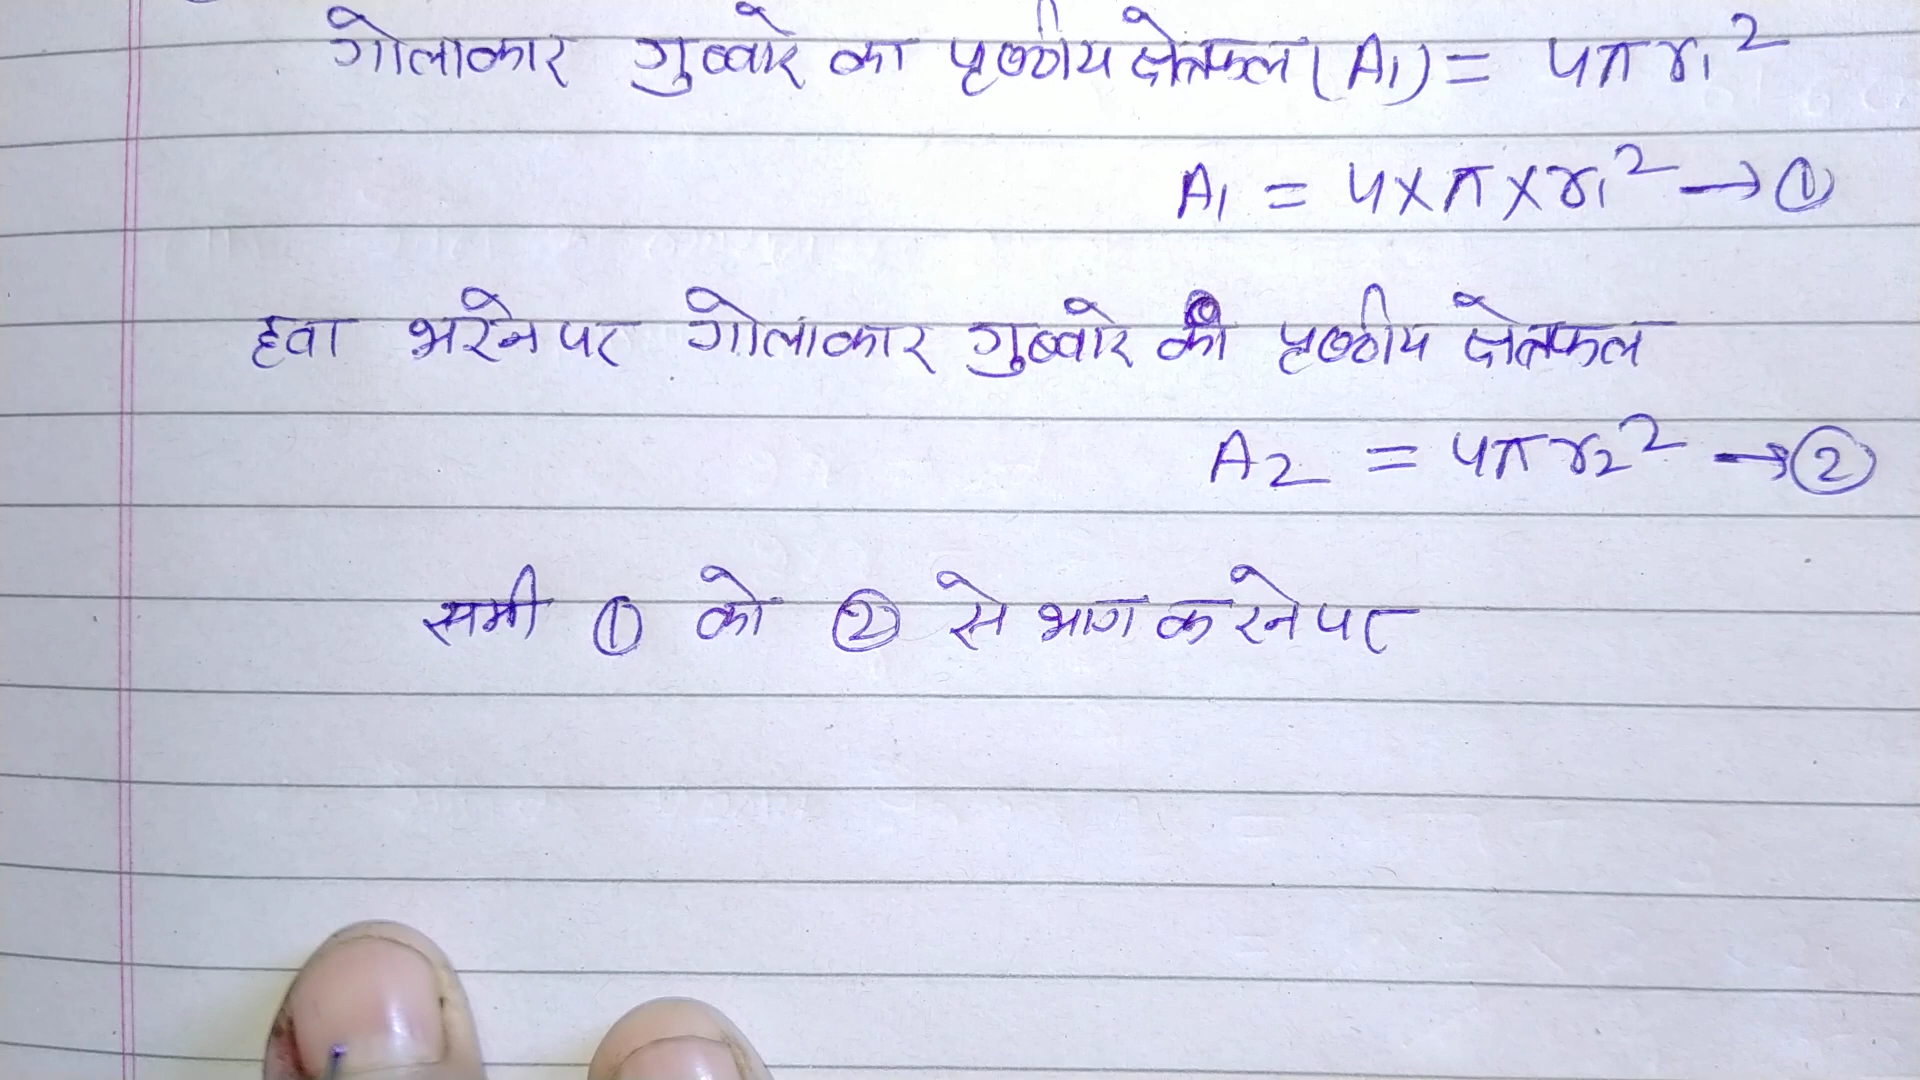 गोलाकार गुब्बारे का पृष्ठीय क्षेत्रफल (A₁) = 4πr₁²
A₁ = 4×π×r₁² → ①
हवा भरने पर गोलाकार गुब्बारे की पृष्ठीय क्षेत्रफल
A₂ = 4πr₂² → ②
समी ① को ② से भाग करने पर